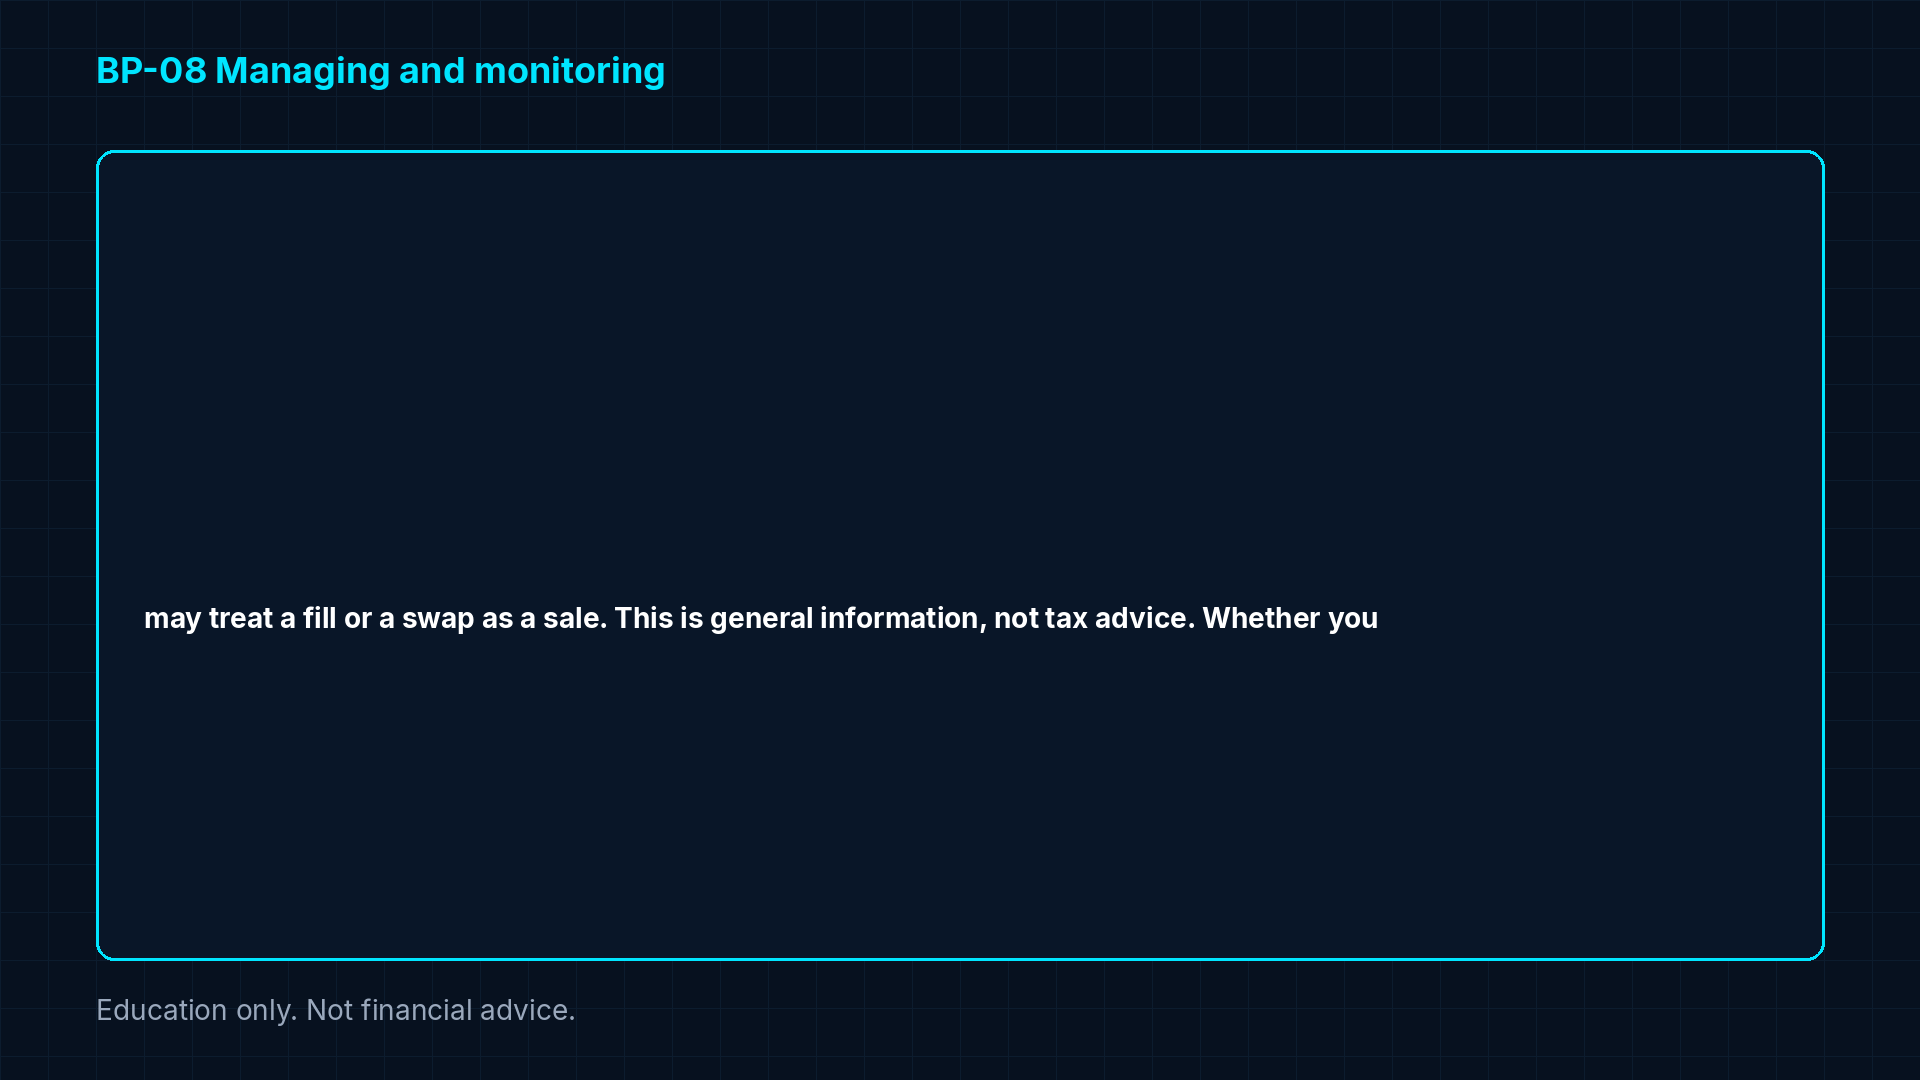 BP-08 Managing and monitoring
may treat a fill or a swap as a sale. This is general information, not tax advice. Whether you
Education only. Not financial advice.